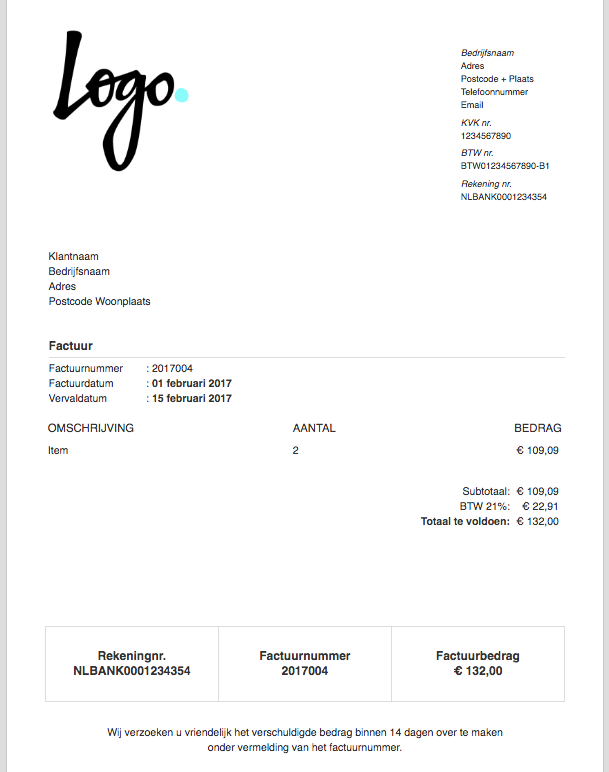 Logo.
Bedrijfsnaam
Adres
Postcode + Plaats
Telefoonnummer
Email
KVK nr.
1234567890
BTW nr.
BTW01234567890-B1
Rekening nr.
NLBANK0001234354
Klantnaam
Bedrijfsnaam
Adres
Postcode Woonplaats
Factuur
Factuurnummer : 2017004
Factuurdatum : 01 februari 2017
Vervaldatum : 15 februari 2017
OMSCHRIJVING AANTAL BEDRAG
Item 2 € 109,09
Subtotaal: € 109,09
BTW 21%: € 22,91
Totaal te voldoen: € 132,00
Rekeningnr. Factuurnummer Factuurbedrag
NLBANK0001234354 2017004 € 132,00
Wij verzoeken u vriendelijk het verschuldigde bedrag binnen 14 dagen over te maken
onder vermelding van het factuurnummer.